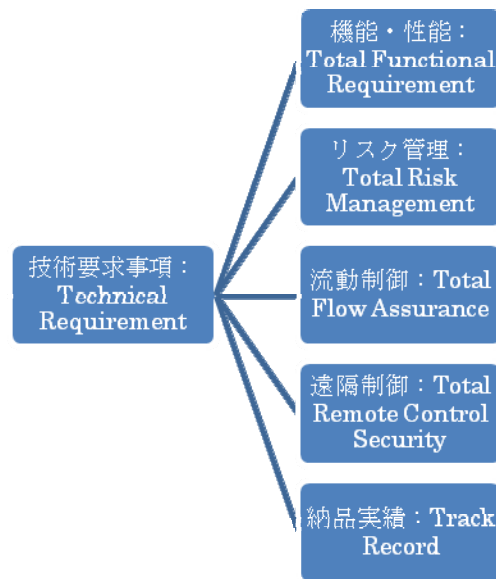 機能・性能：
Total Functional
Requirement
リスク管理：
Total Risk
Management
技術要求事項：
Technical
Requirement
流動制御：Total
Flow Assurance
遠隔制御：Total
Remote Control
Security
納品実績：Track
Record